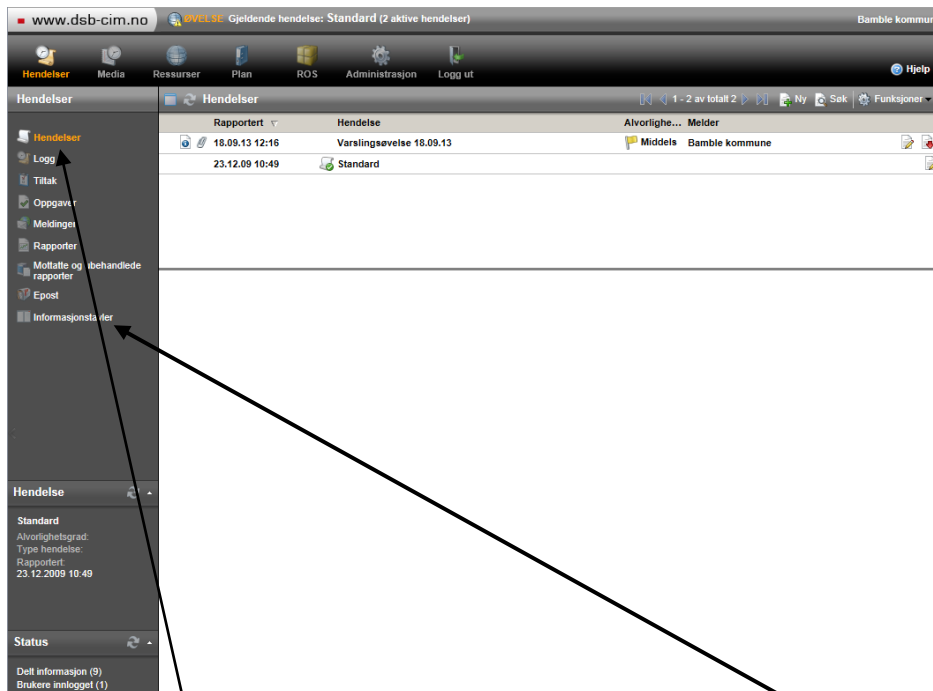 www.dsb-cim.no
ØVELSE Gjeldende hendelse: Standard (2 aktive hendelser)
Bamble kommun
Hendelser Media Ressurser Plan ROS Administrasjon Logg ut
Hjelp
Hendelser
Hendelser
1 - 2 av totalt 2
Ny
Søk
Funksjoner
Rapportert Hendelse Alvorlighe... Melder
18.09.13 12:16 Varslingsøvelse 18.09.13 Middels Bamble kommune
23.12.09 10:49 Standard
Hendelser
Logg
Tiltak
Oppgaver
Meldinger
Rapporter
Mottatte og ubehandlede
rapporter
Epost
Informasjonstavler
Hendelse
Standard
Alvorlighetsgrad:
Type hendelse:
Rapportert:
23.12.2009 10:49
Status
Delt informasjon (9)
Brukere innlogget (1)